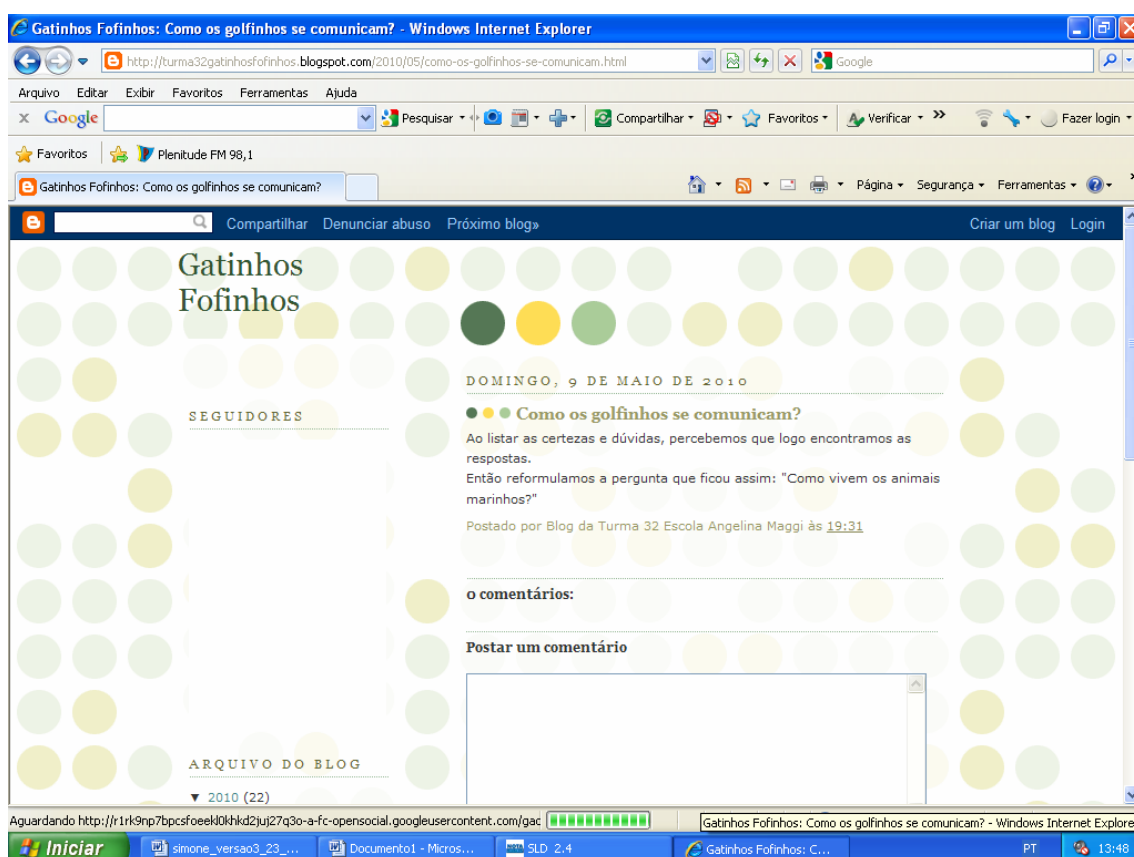 Gatinhos Fofinhos: Como os golfinhos se comunicam? - Windows Internet Explorer
http://turma32gatinhosfofinhos.blogspot.com/2010/05/como-os-golfinhos-se-comunicam.html Google
Arquivo Editar Exibir Favoritos Ferramentas Ajuda
x Google Pesquisar Compartilhar Favoritos Verificar » Fazer login
Favoritos Plenitude FM 98,1
Gatinhos Fofinhos: Como os golfinhos se comunicam? Página Segurança Ferramentas
Compartilhar Denunciar abuso Próximo blog» Criar um blog Login
Gatinhos
Fofinhos
DOMINGO, 9 DE MAIO DE 2010
SEGUIDORES
Como os golfinhos se comunicam?
Ao listar as certezas e dúvidas, percebemos que logo encontramos as
respostas.
Então reformulamos a pergunta que ficou assim: "Como vivem os animais
marinhos?"
Postado por Blog da Turma 32 Escola Angelina Maggi às 19:31
0 comentários:
Postar um comentário
ARQUIVO DO BLOG
▼ 2010 (22)
Aguardando http://r1rk9np7bpcsfoeekl0khkd2juj27q3o-a-fc-opensocial.googleusercontent.com/gac
Gatinhos Fofinhos: Como os golfinhos se comunicam? - Windows Internet Explore
Iniciar simone_versao3_23_... Documento1 - Micros... SLD 2.4 Gatinhos Fofinhos: C... PT 13:48